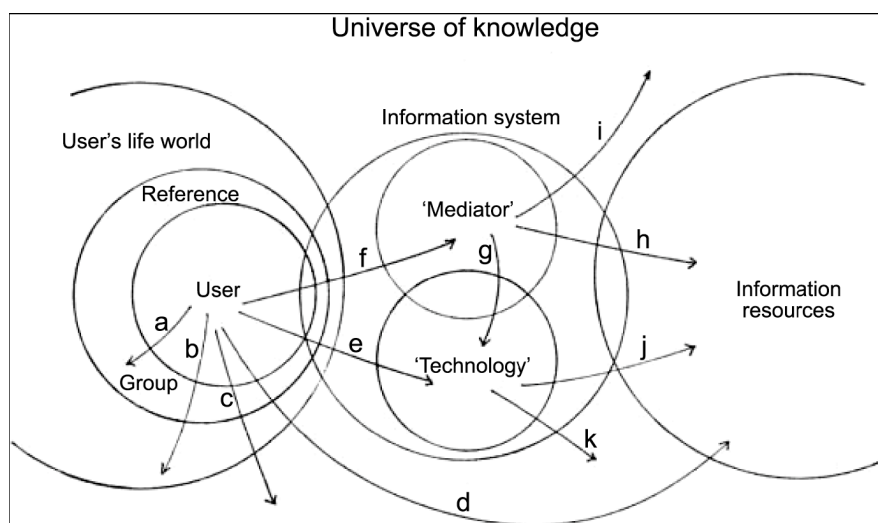 Universe of knowledge
User's life world
Information system
i
Reference
'Mediator'
User
f
g
h
a
b
Group
c
e
'Technology'
j
Information
resources
k
d